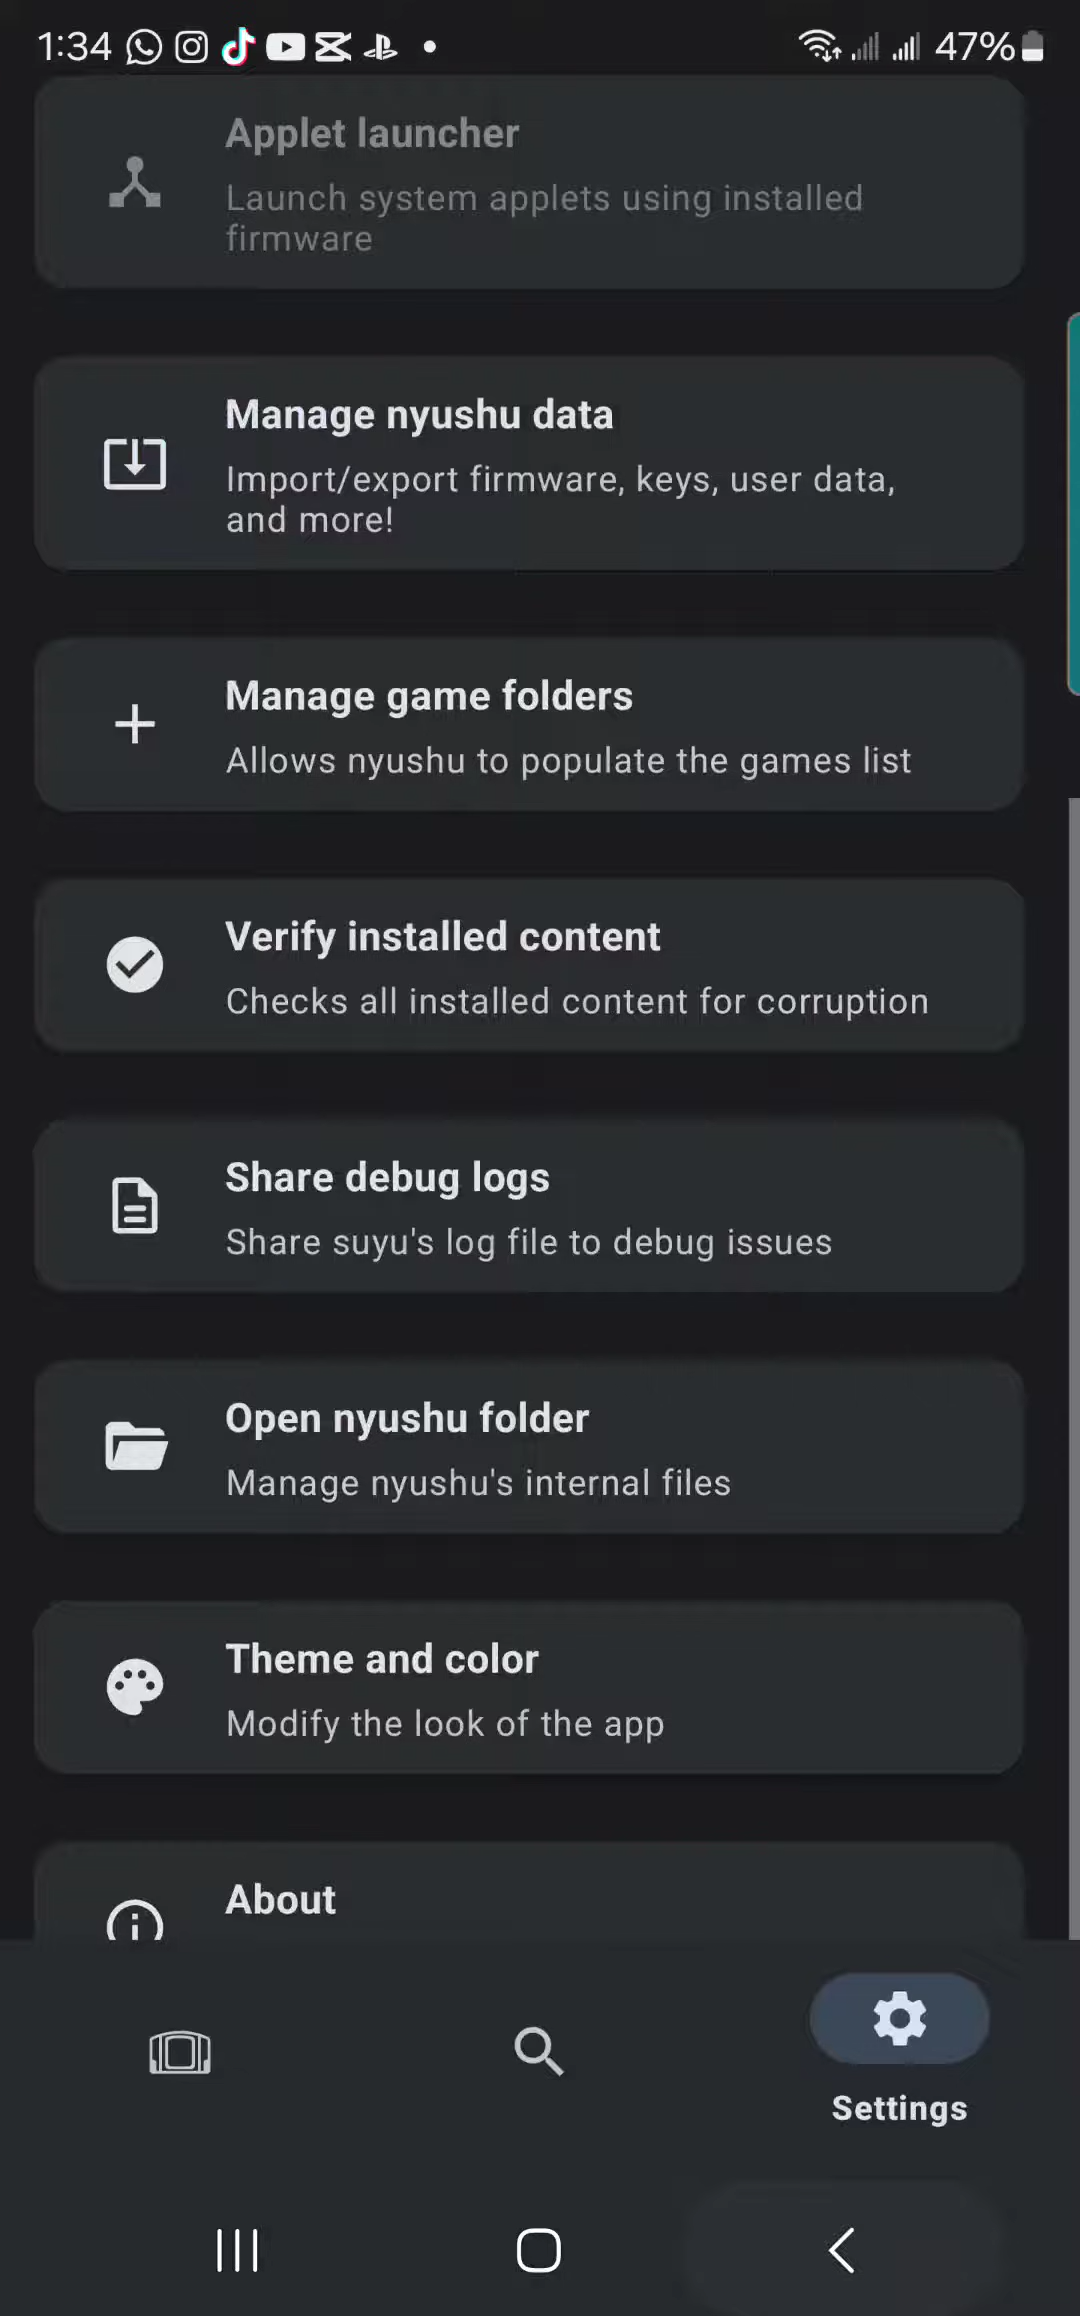 1:34
47%
Applet launcher
Launch system applets using installed
firmware
Manage nyushu data
Import/export firmware, keys, user data,
and more!
Manage game folders
Allows nyushu to populate the games list
Verify installed content
Checks all installed content for corruption
Share debug logs
Share suyu's log file to debug issues
Open nyushu folder
Manage nyushu's internal files
Theme and color
Modify the look of the app
About
Settings